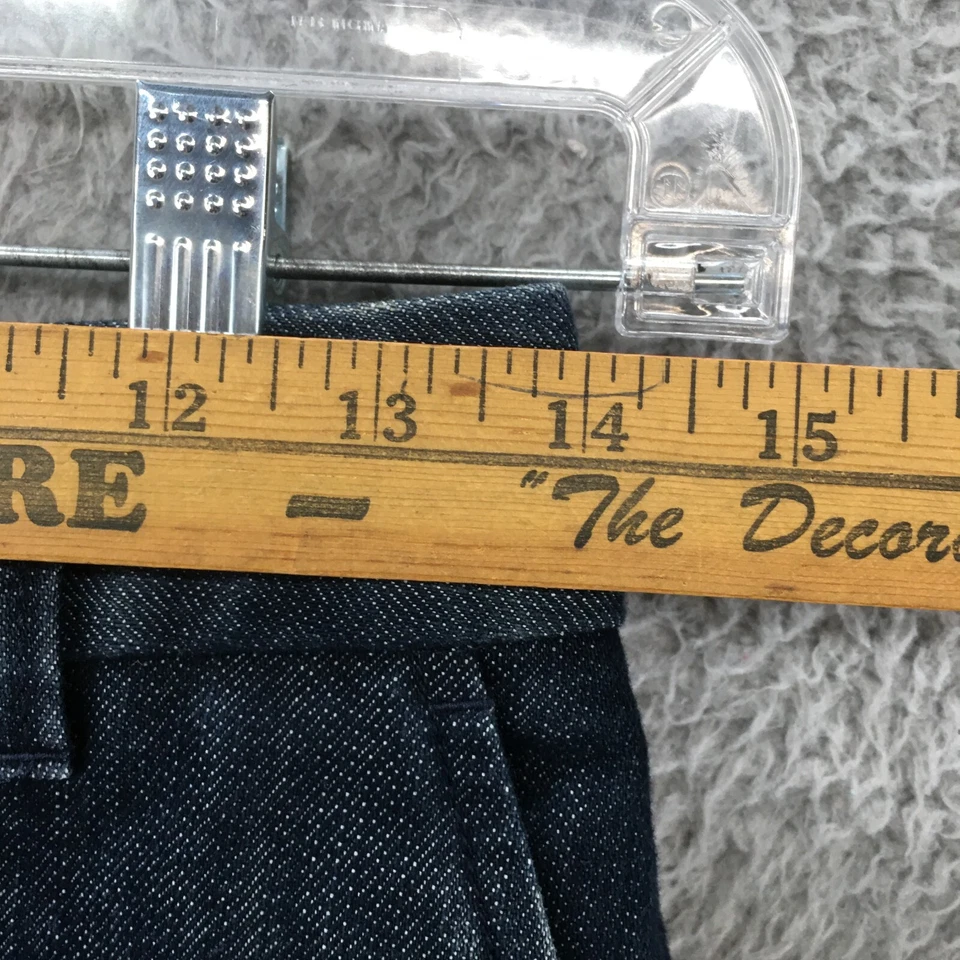 12 13 14 15
RE — "The Decor